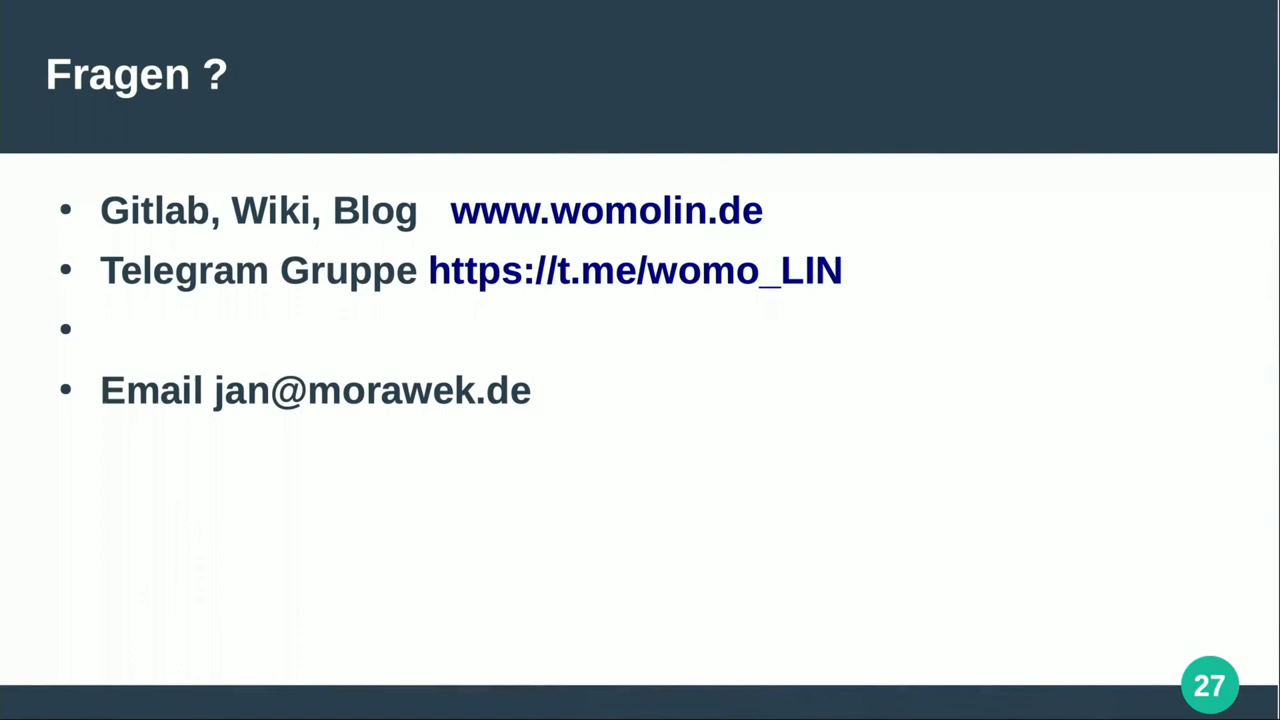 Fragen ?
• Gitlab, Wiki, Blog www.womolin.de
• Telegram Gruppe https://t.me/womo_LIN
•
• Email jan@morawek.de
27